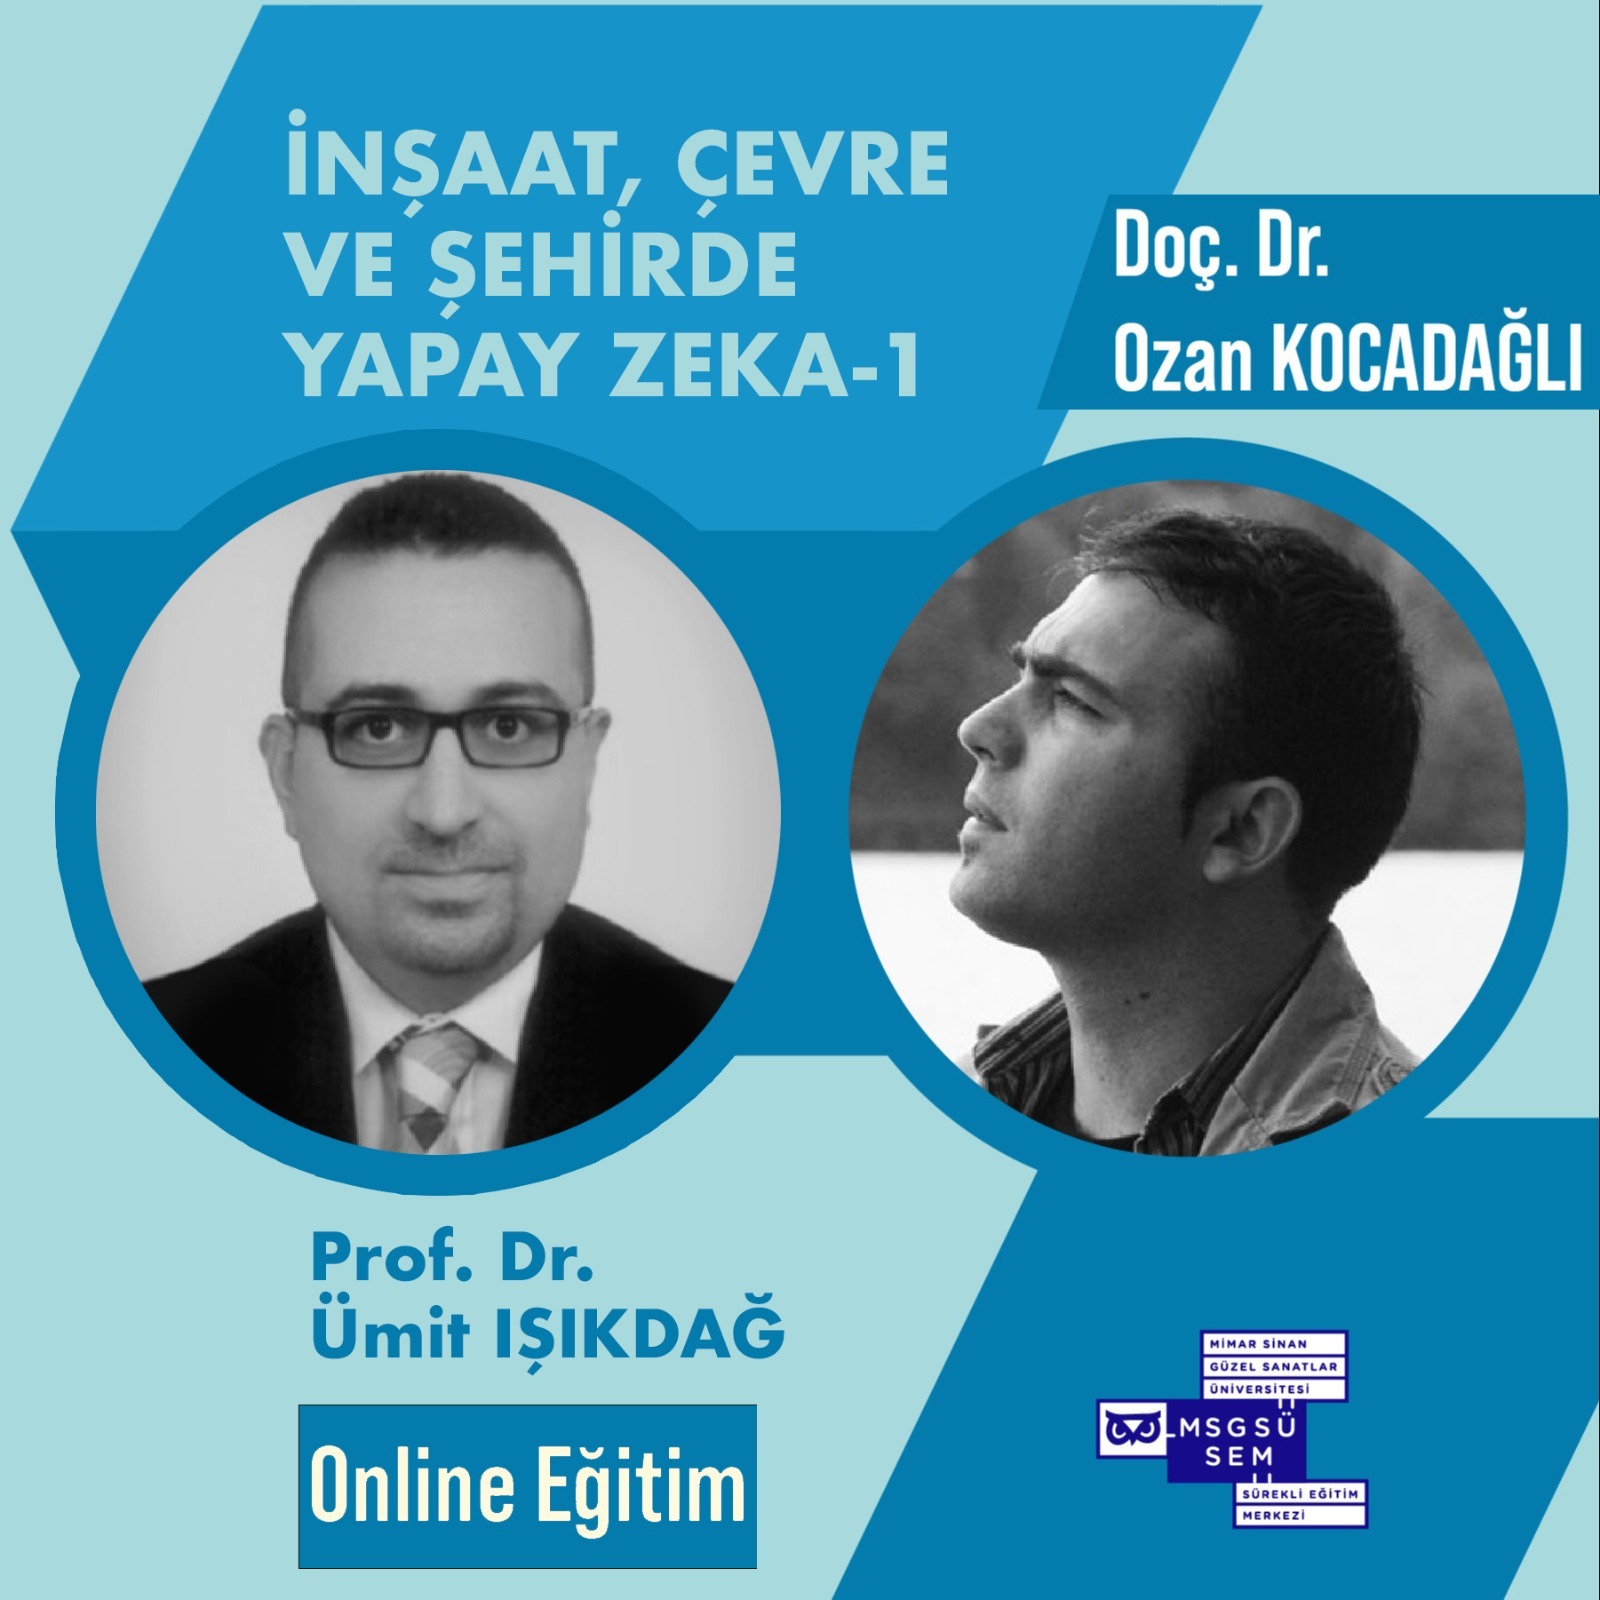 İNŞAAT, ÇEVRE
VE ŞEHİRDE
YAPAY ZEKA-1
Doç. Dr.
Ozan KOCADAĞLI
Prof. Dr.
Ümit IŞIKDAĞ
Online Eğitim
MİMAR SİNAN
GÜZEL SANATLAR
ÜNİVERSİTESİ
MSGSÜ
SEM
SÜREKLİ EĞİTİM
MERKEZİ